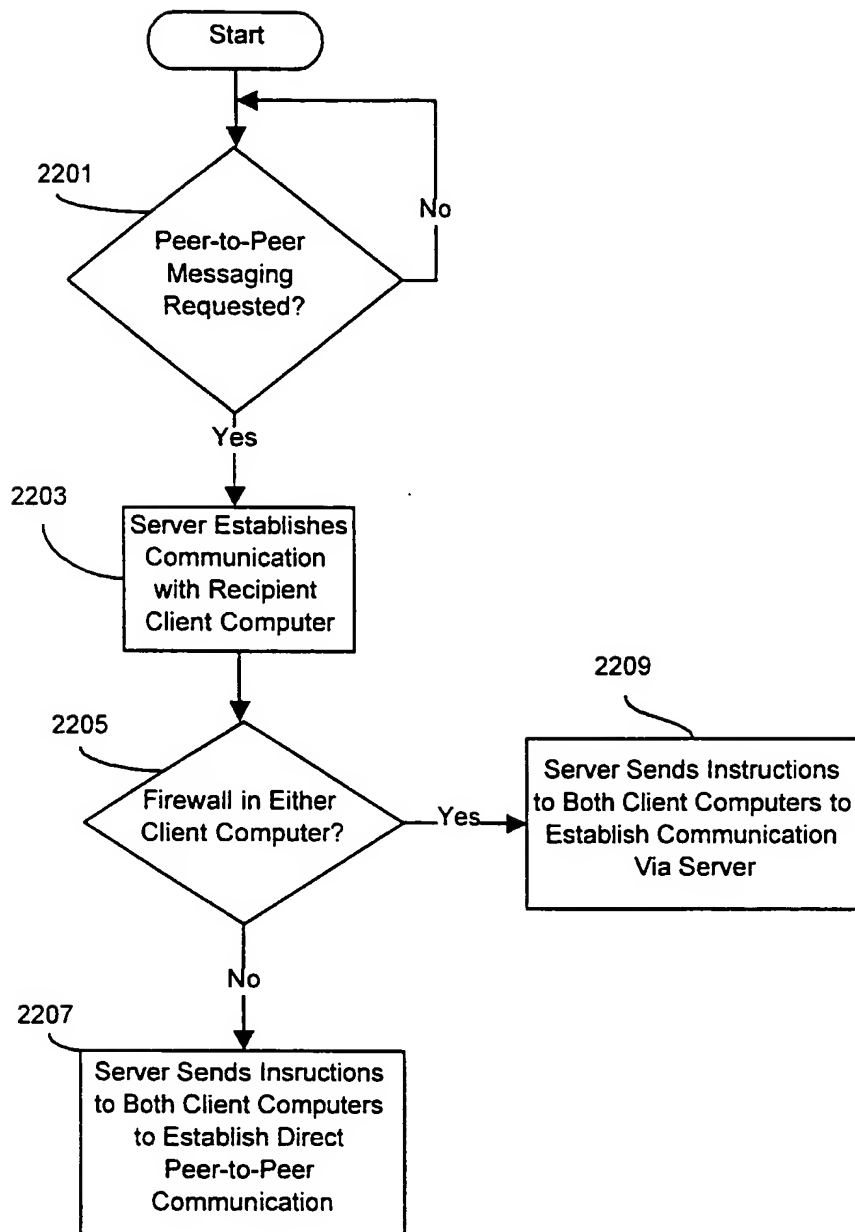 Start
2201
Peer-to-Peer
Messaging
Requested?
No
Yes
2203
Server Establishes
Communication
with Recipient
Client Computer
2205
Firewall in Either
Client Computer?
Yes
2209
Server Sends Instructions
to Both Client Computers to
Establish Communication
Via Server
No
2207
Server Sends Insructions
to Both Client Computers
to Establish Direct
Peer-to-Peer
Communication